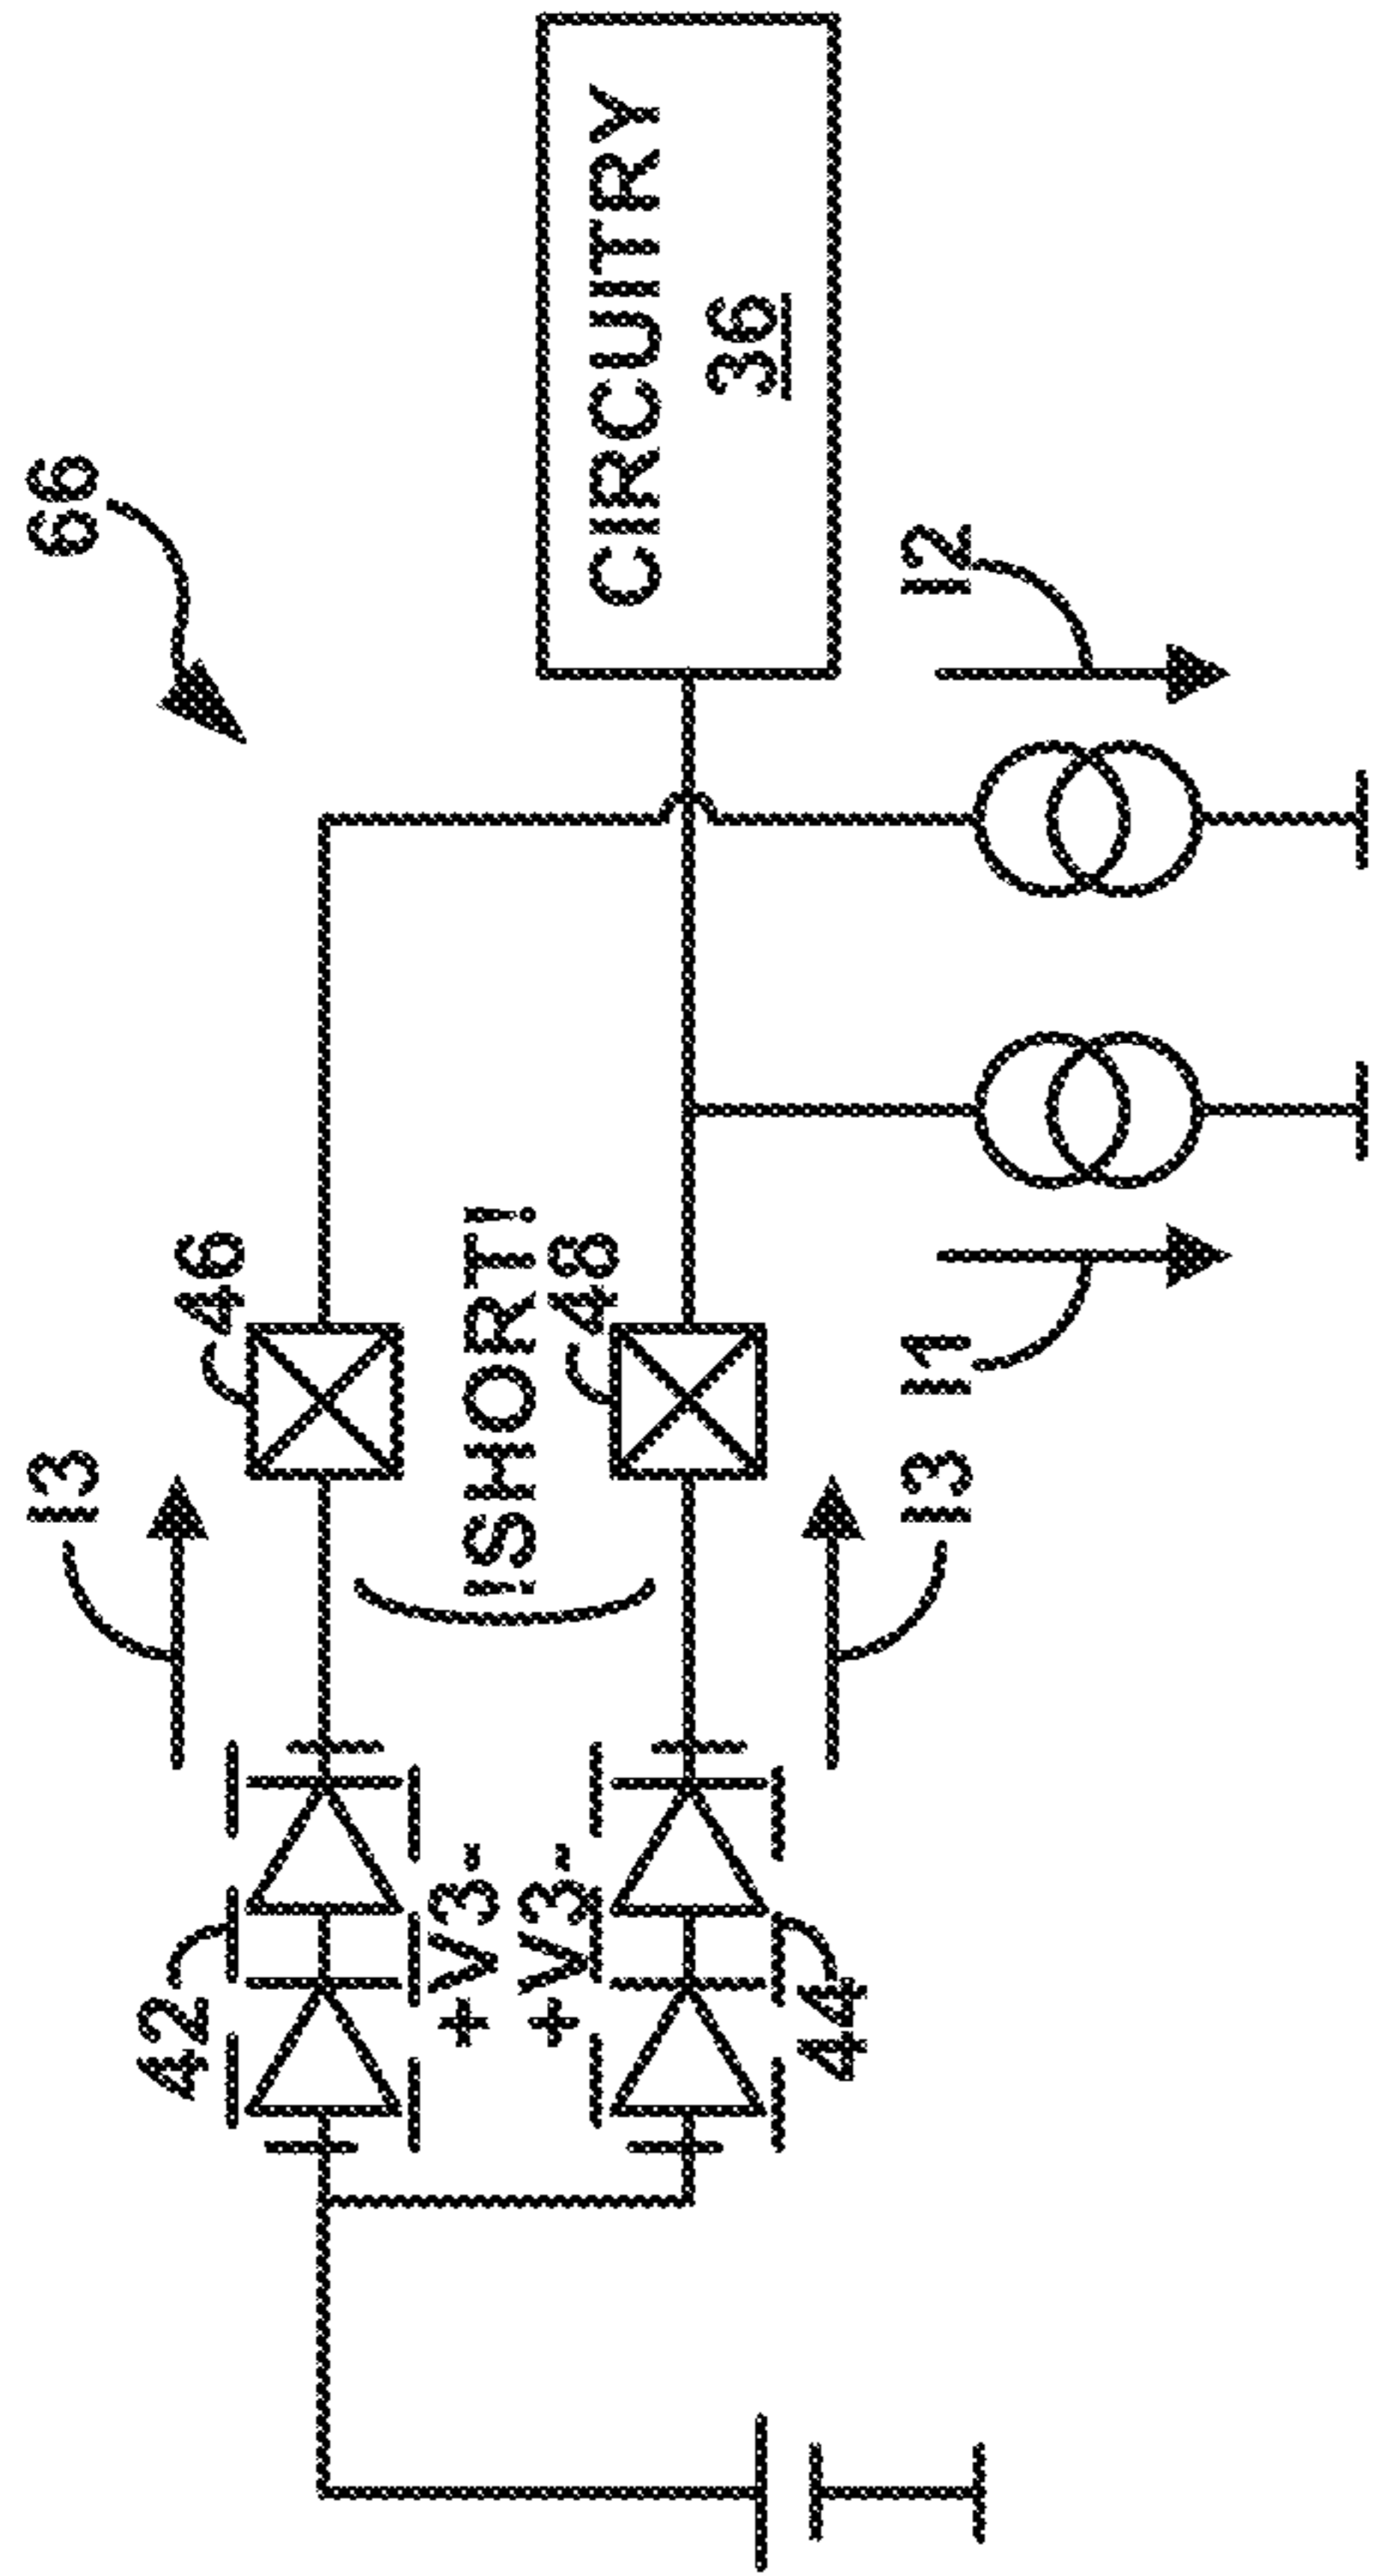 I3
66
42
46
+V3-
!SHORT!
+V3~
48
CIRCUITRY
36
44
I3
I1
I2